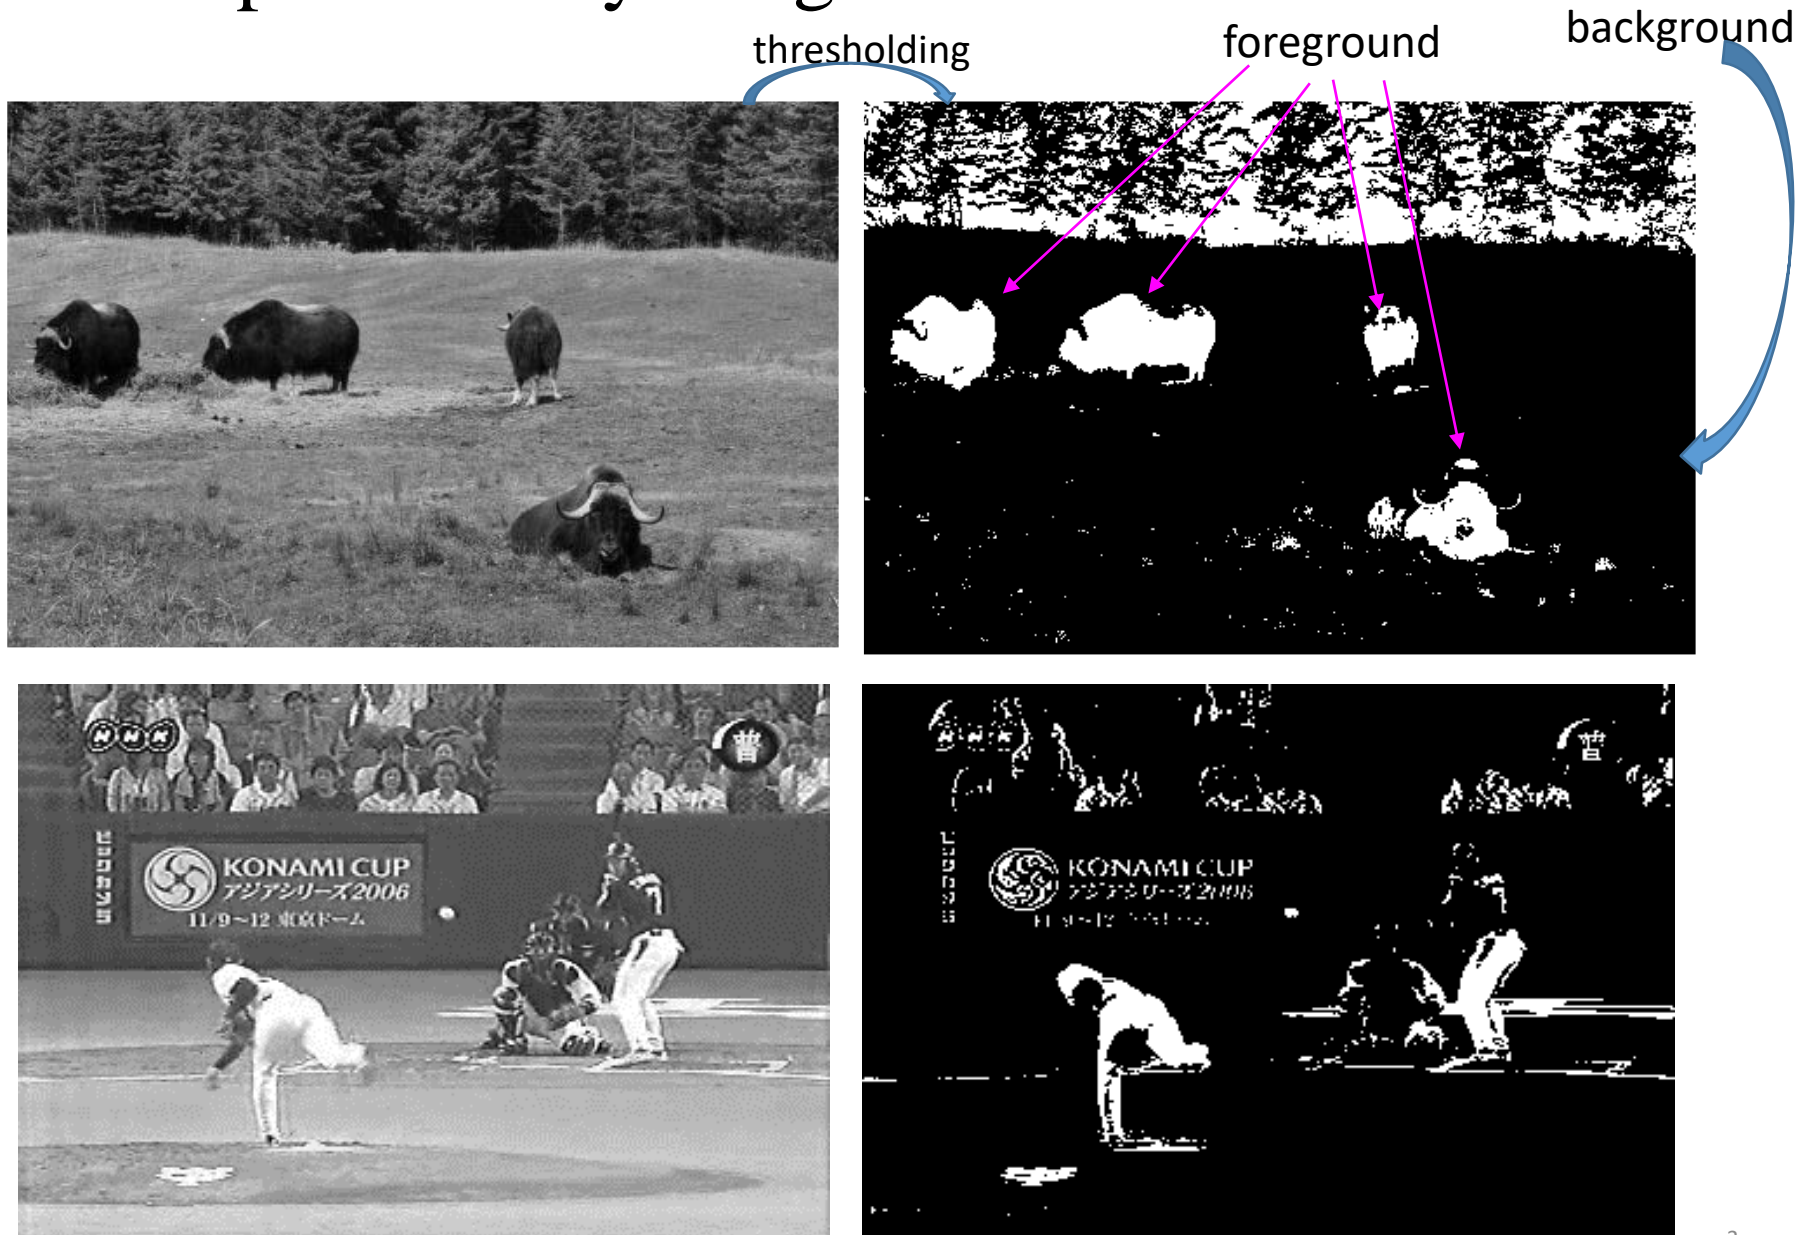 thresholding
foreground
background
NHK
KONAMI CUP
アジアシリーズ2006
11/9~12 東京ドーム
KONAMI CUP